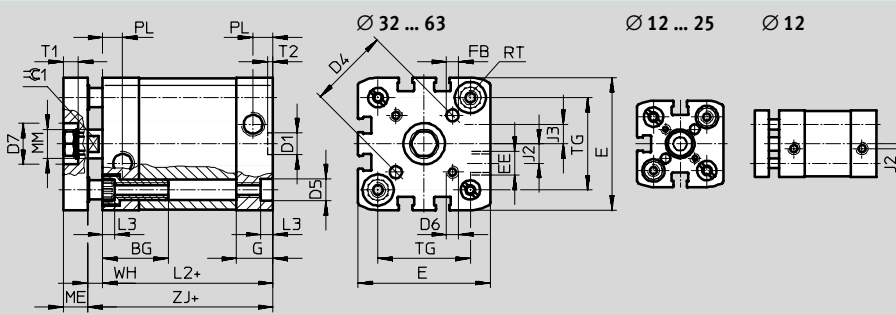 ∅ 32 ... 63
∅ 12 ... 25
∅ 12
PL
PL
T1
T2
D4
FB
RT
C1
D7
MM
D1
D5
J3
J2
EE
TG
E
J2
L3
L3
D6
BG
G
TG
WH
L2+
E
ME
ZJ+